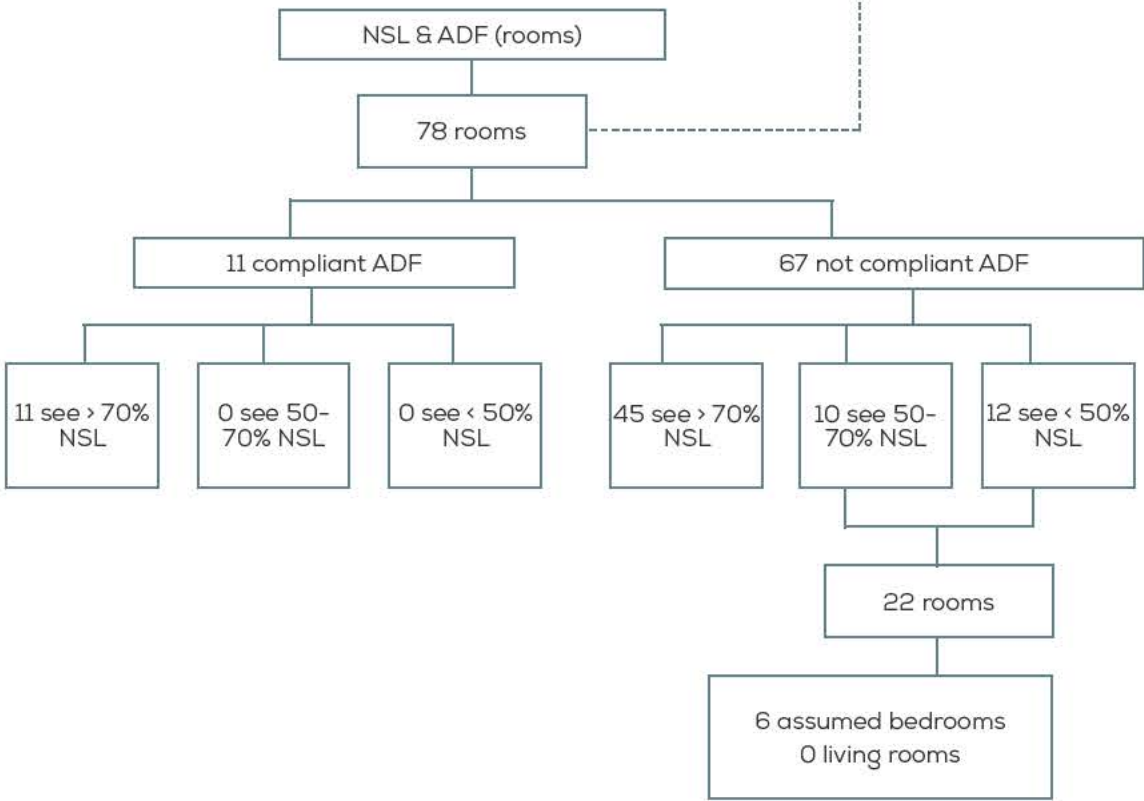 NSL & ADF (rooms)
78 rooms
11 compliant ADF
67 not compliant ADF
11 see > 70%
NSL
0 see 50-
70% NSL
0 see < 50%
NSL
45 see > 70%
NSL
10 see 50-
70% NSL
12 see < 50%
NSL
22 rooms
6 assumed bedrooms
0 living rooms